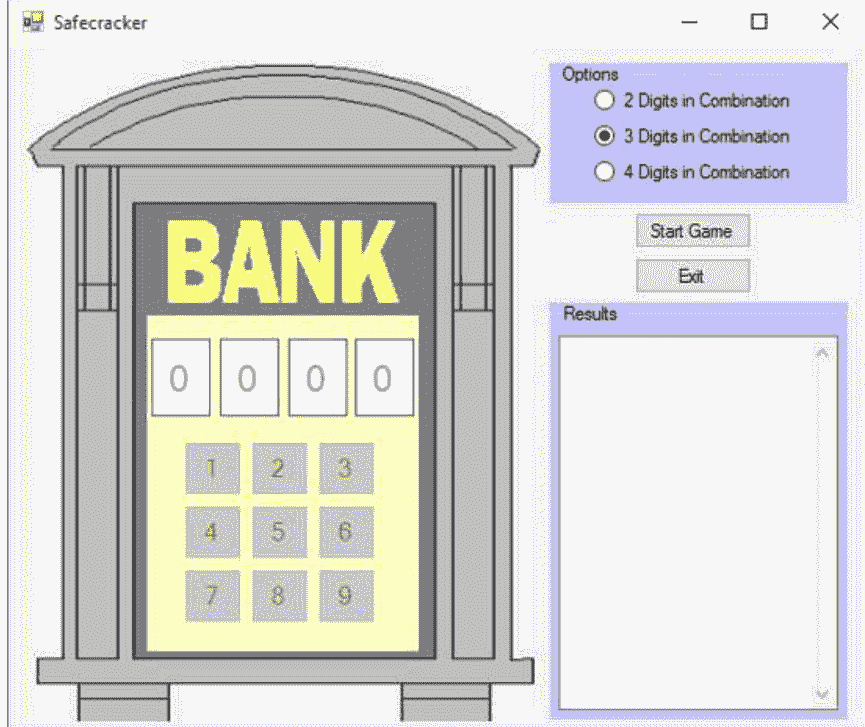 Safecracker
Options
2 Digits in Combination
3 Digits in Combination
4 Digits in Combination
Start Game
Exit
Results
BANK
0 0 0 0
1 2 3
4 5 6
7 8 9